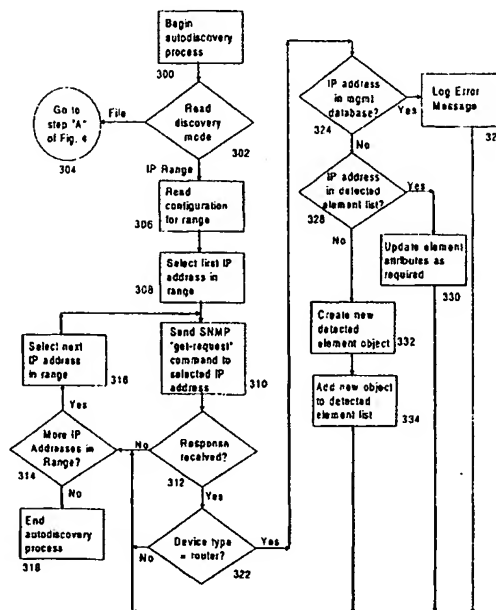 Begin
autodiscovery
process
300
Go to
step "A"
of Fig. 4
304
File
Read
discovery
mode
302
IP Range
Read
configuration
for range
306
Select first IP
address in
range
308
Send SNMP
"get-request"
command to
selected IP
address
310
Select next
IP address
in range
316
Yes
More IP
Addresses in
Range?
314
No
No
End
autodiscovery
process
318
Response
received?
312
Yes
Device type
= router?
322
No
Yes
IP address
in mgmt
database?
324
Yes
No
Log Error
Message
IP address
in detected
element list?
328
Yes
No
Update element
attributes as
required
330
Create new
detected
element object
332
Add new object
to detected
element list
334